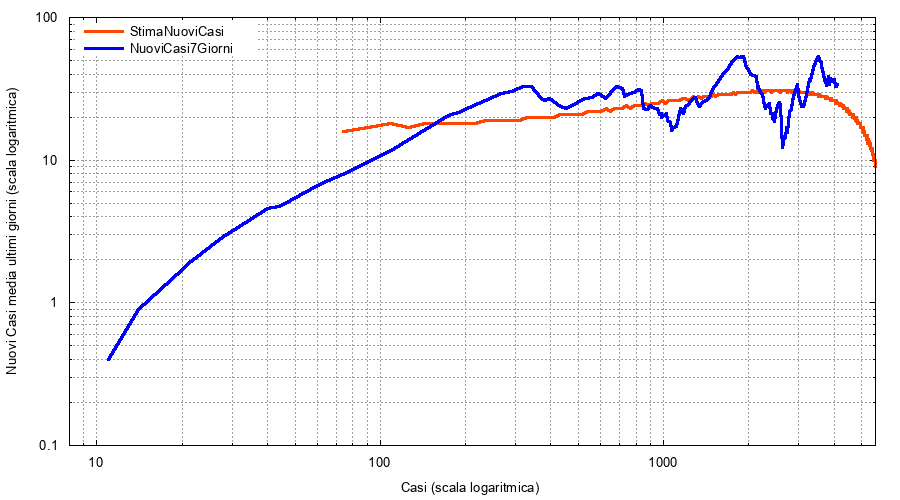 StimaNuoviCasi
NuoviCasi7Giorni
Nuovi Casi media ultimi giorni (scala logaritmica)
100
10
1
0.1
10 100 1000
Casi (scala logaritmica)